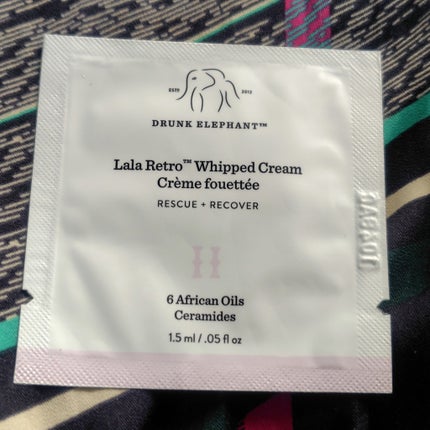 ESTD 2012
DRUNK ELEPHANT™
Lala Retro™ Whipped Cream
Crème fouettée
RESCUE + RECOVER
6 African Oils
Ceramides
1.5 ml / .05 fl oz